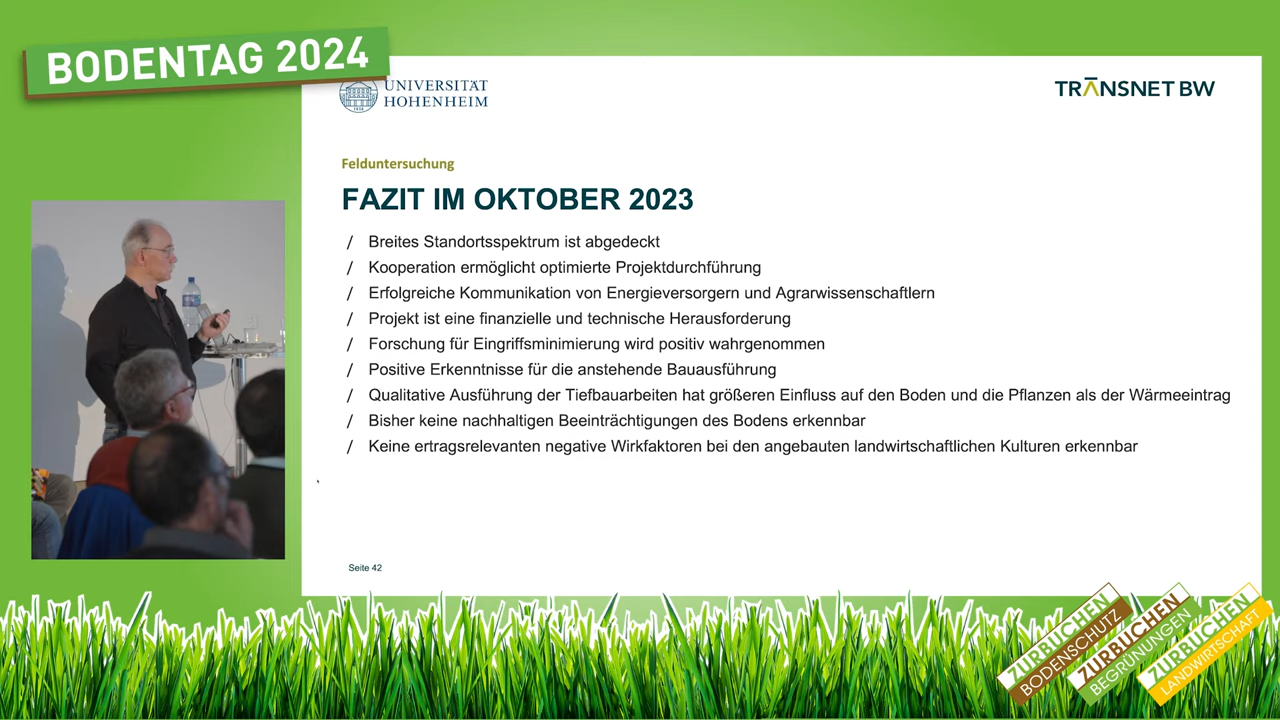 BODENTAG 2024
UNIVERSITÄT
HOHENHEIM
TRANSNET BW
Felduntersuchung
FAZIT IM OKTOBER 2023
/ Breites Standortsspektrum ist abgedeckt
/ Kooperation ermöglicht optimierte Projektdurchführung
/ Erfolgreiche Kommunikation von Energieversorgern und Agrarwissenschaftlern
/ Projekt ist eine finanzielle und technische Herausforderung
/ Forschung für Eingriffsminimierung wird positiv wahrgenommen
/ Positive Erkenntnisse für die anstehende Bauausführung
/ Qualitative Ausführung der Tiefbauarbeiten hat größeren Einfluss auf den Boden und die Pflanzen als der Wärmeeintrag
/ Bisher keine nachhaltigen Beeinträchtigungen des Bodens erkennbar
/ Keine ertragsrelevanten negative Wirkfaktoren bei den angebauten landwirtschaftlichen Kulturen erkennbar
Seite 42
ZURBUCHEN
BODENSCHUTZ
ZURBUCHEN
BEGRÜNUNGEN
ZURBUCHEN
LANDWIRTSCHAFT